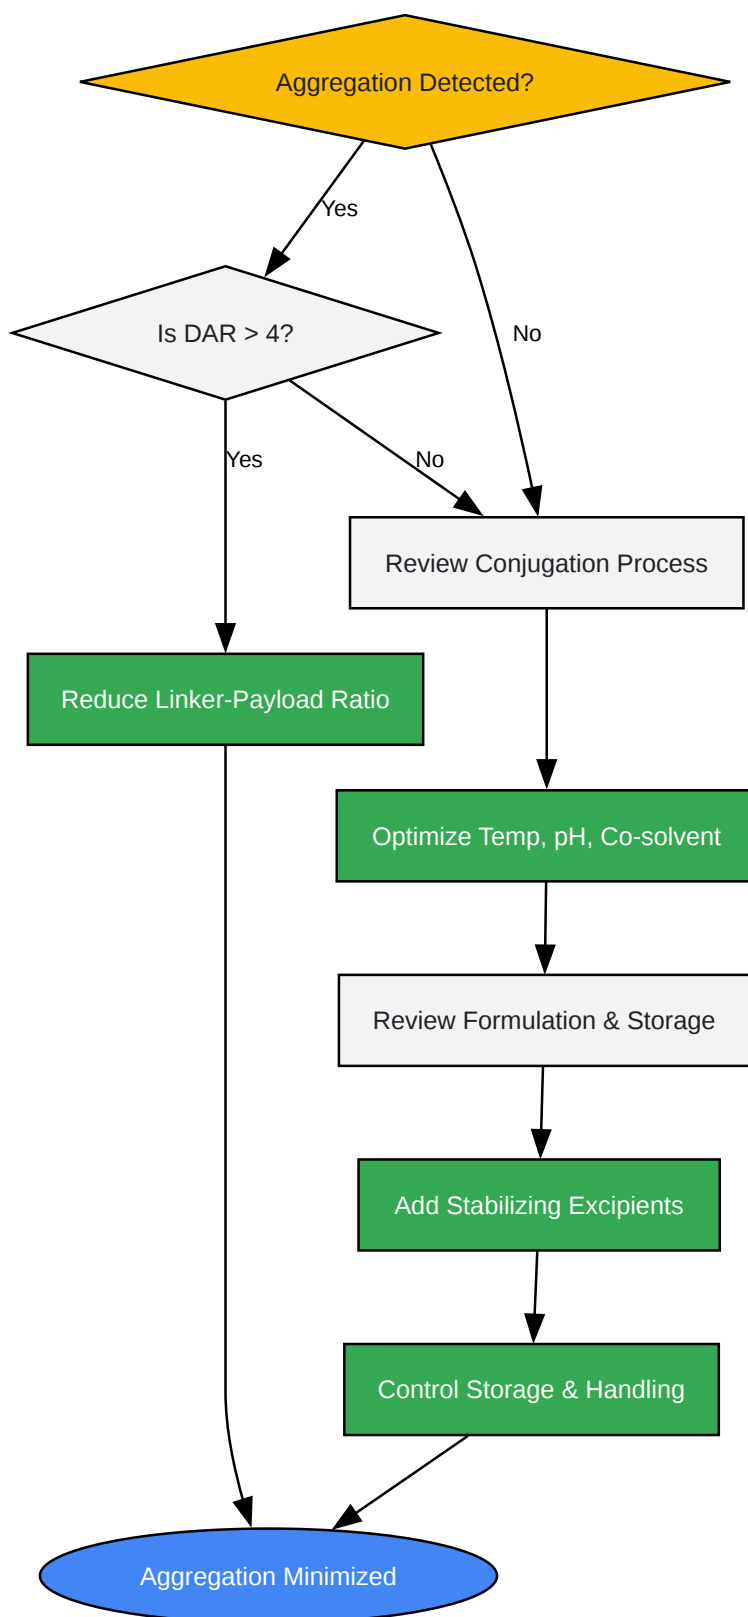 Aggregation Detected?
Yes
Is DAR > 4?
No
Yes
No
Review Conjugation Process
Reduce Linker-Payload Ratio
Optimize Temp, pH, Co-solvent
Review Formulation & Storage
Add Stabilizing Excipients
Control Storage & Handling
Aggregation Minimized